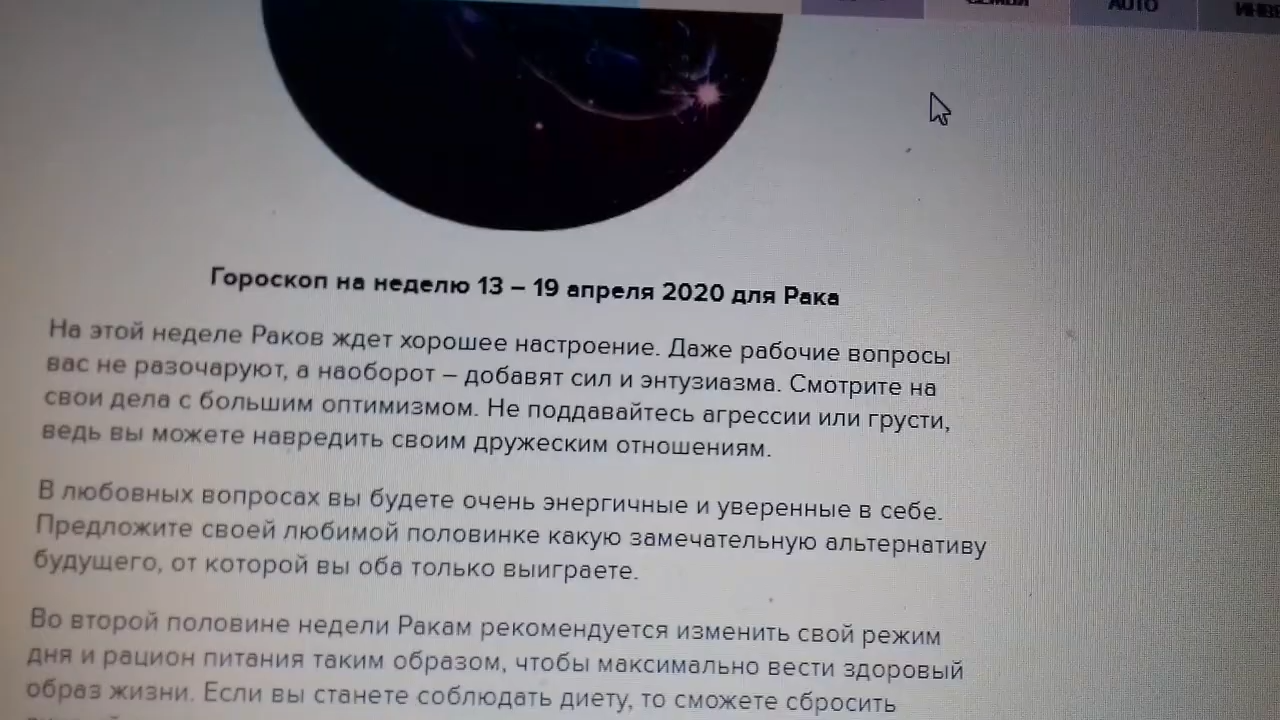 AUTO
Гороскоп на неделю 13 – 19 апреля 2020 для Рака
На этой неделе Раков ждет хорошее настроение. Даже рабочие вопросы
вас не разочаруют, а наоборот – добавят сил и энтузиазма. Смотрите на
свои дела с большим оптимизмом. Не поддавайтесь агрессии или грусти,
ведь вы можете навредить своим дружеским отношениям.
В любовных вопросах вы будете очень энергичные и уверенные в себе.
Предложите своей любимой половинке какую замечательную альтернативу
будущего, от которой вы оба только выиграете.
Во второй половине недели Ракам рекомендуется изменить свой режим
дня и рацион питания таким образом, чтобы максимально вести здоровый
образ жизни. Если вы станете соблюдать диету, то сможете сбросить